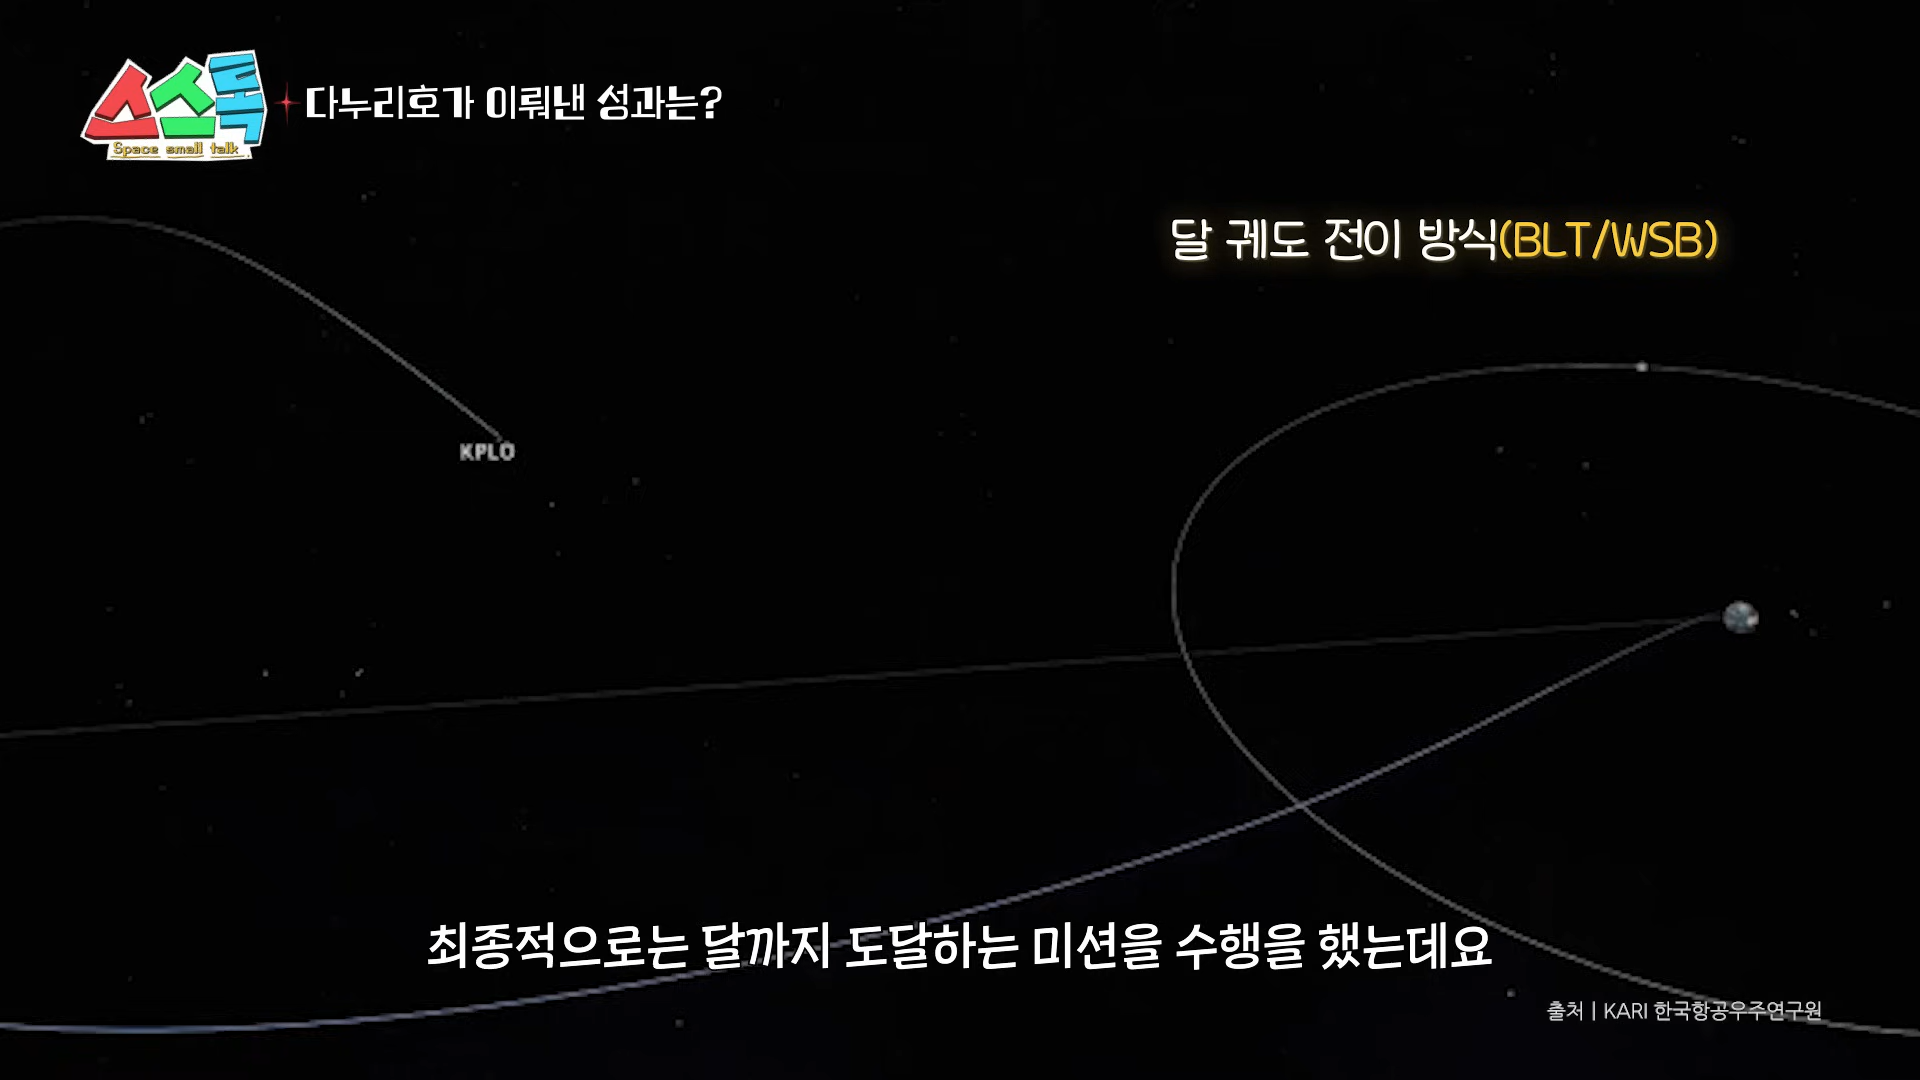 스스톡
Space small talk
다누리호가 이뤄낸 성과는?
달 궤도 전이 방식(BLT/WSB)
KPLO
최종적으로는 달까지 도달하는 미션을 수행을 했는데요
출처 | KARI 한국항공우주연구원